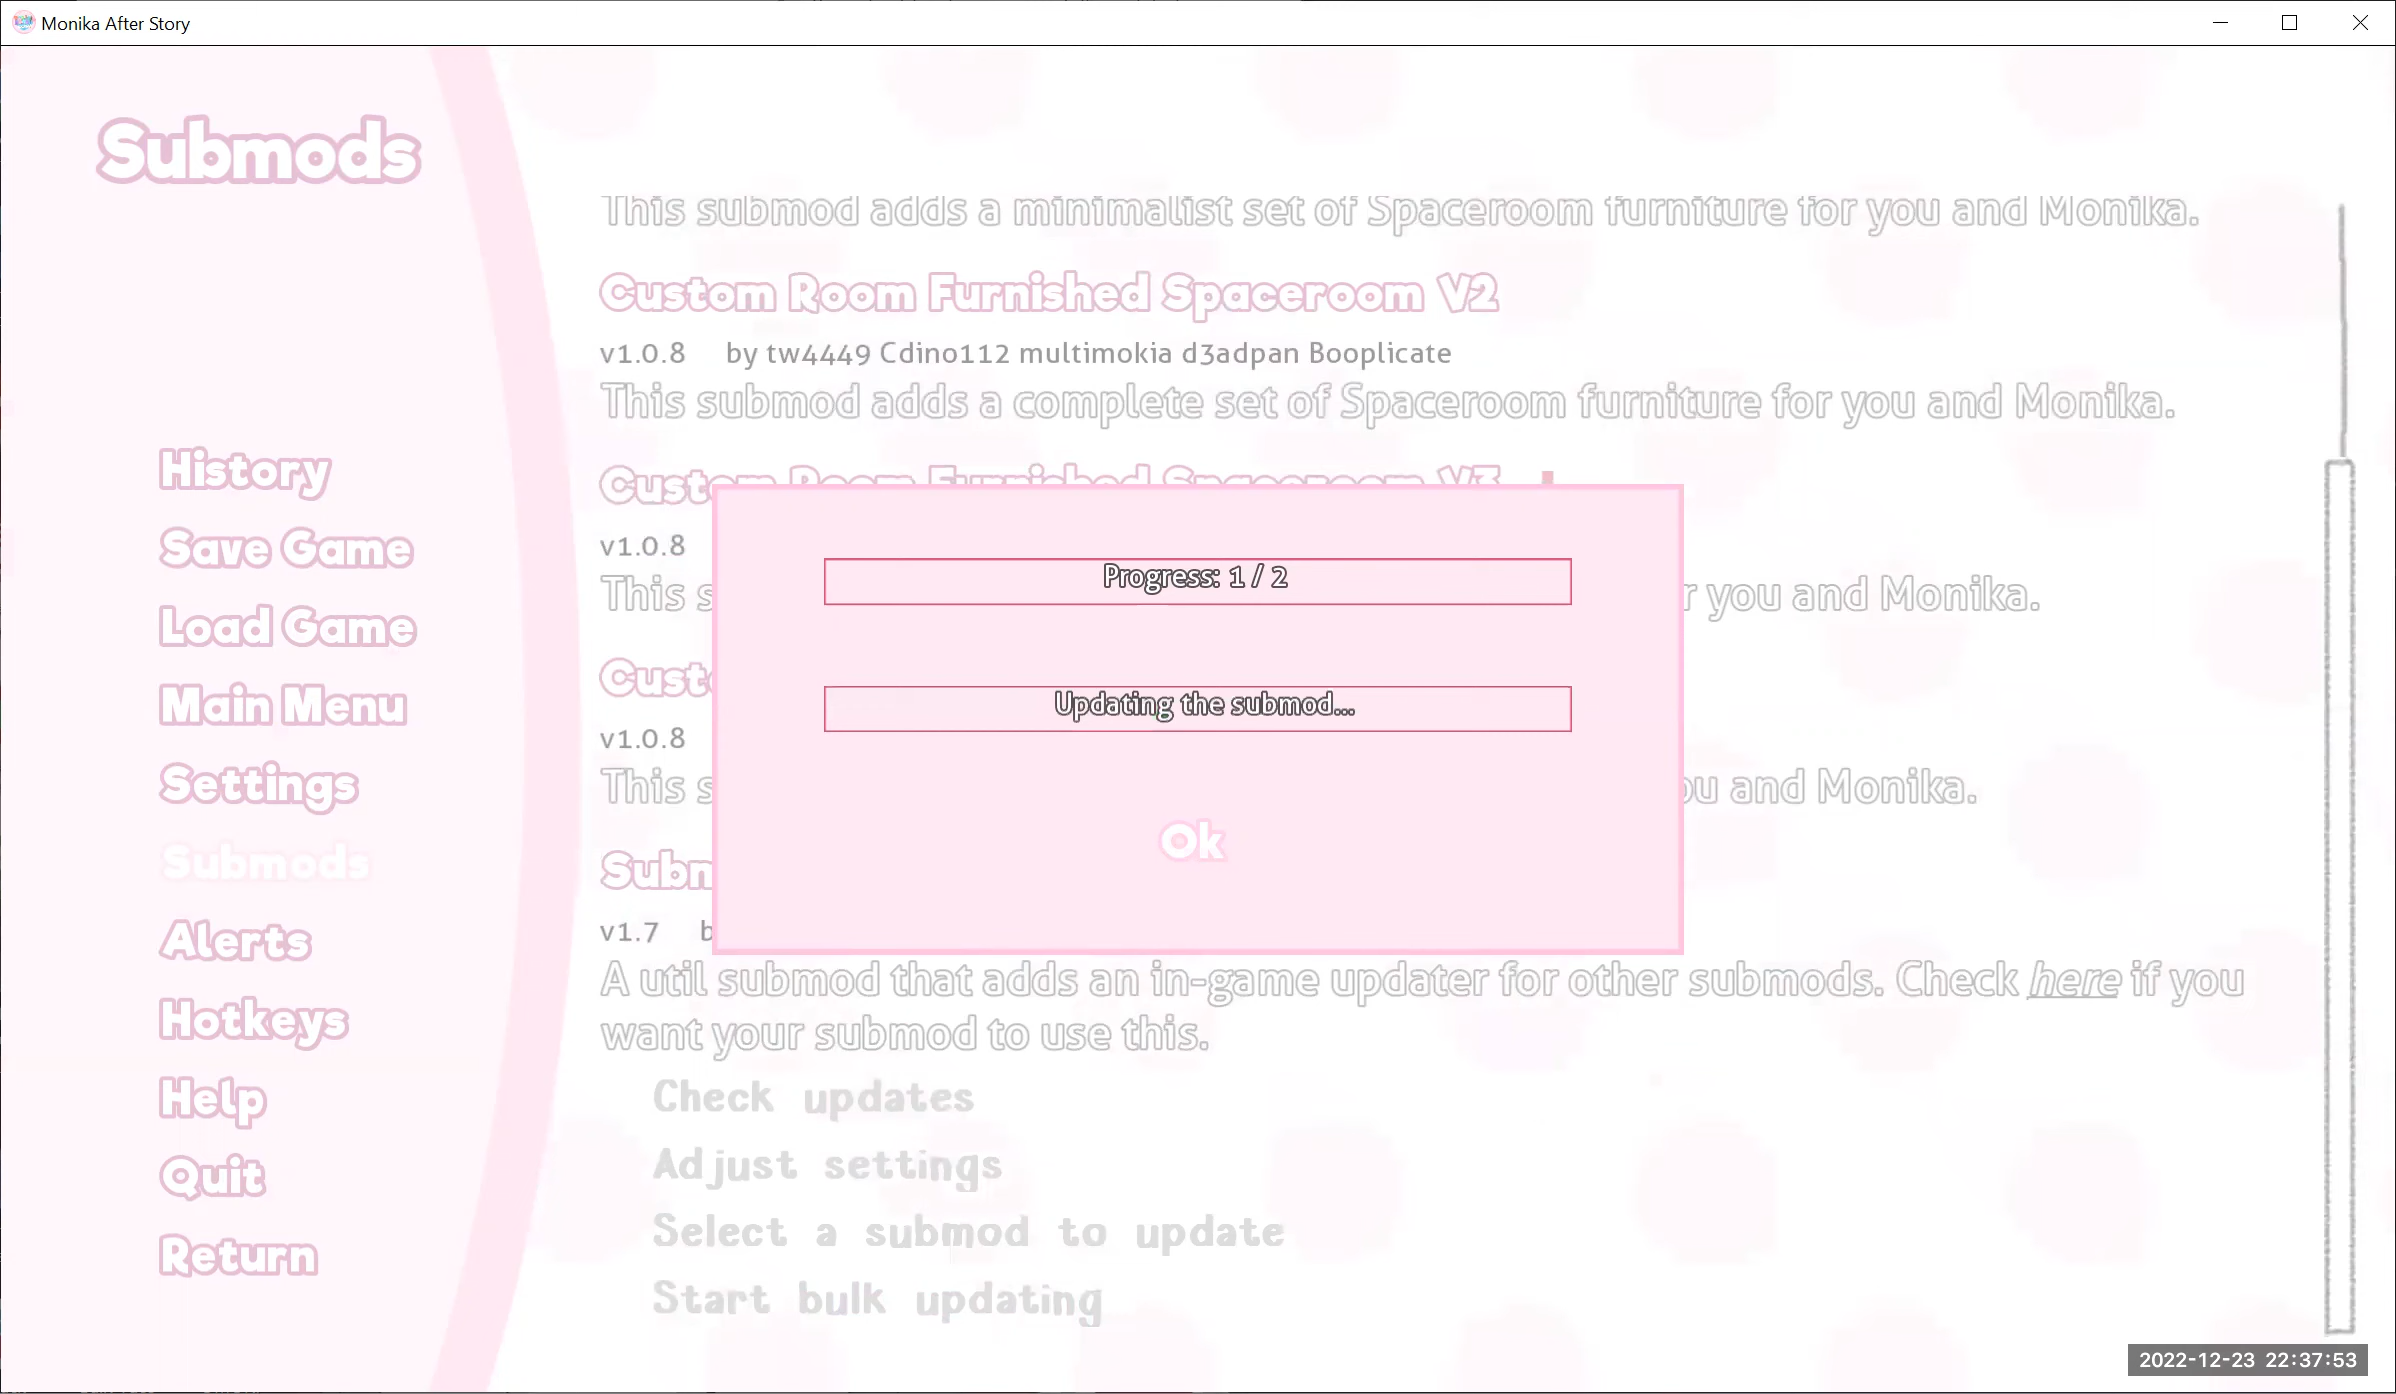 Monika After Story
Submods
This submod adds a minimalist set of Spaceroom furniture for you and Monika.
Custom Room Furnished Spaceroom V2
v1.0.8 by tw4449 Cdino112 multimokia d3adpan Booplicate
This submod adds a complete set of Spaceroom furniture for you and Monika.
Custom Room Furnished Spaceroom V3
v1.0.8
This
you and Monika.
v1.0.8
This
and Monika.
v1.7
A util submod that adds an in-game updater for other submods. Check here if you
want your submod to use this.
Check updates
Adjust settings
Select a submod to update
Start bulk updating
History
Save Game
Load Game
Main Menu
Settings
Submods
Alerts
Hotkeys
Help
Quit
Return
Progress: 1 / 2
Updating the submod...
Ok
2022-12-23 22:37:53